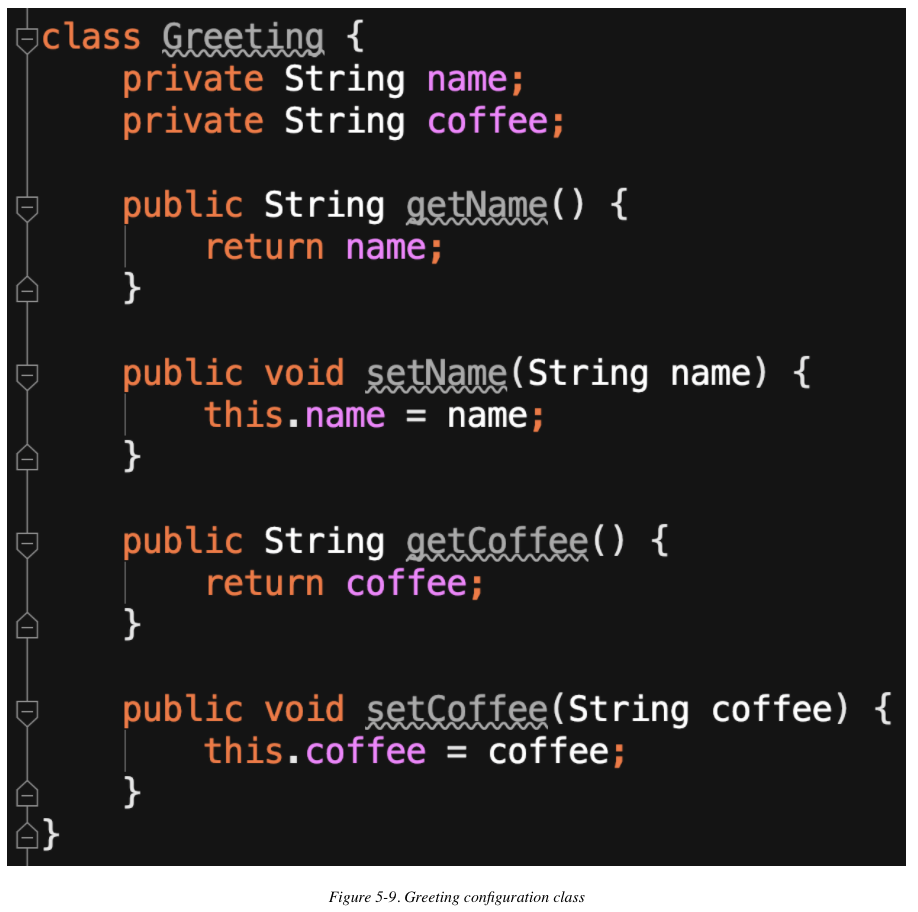 class Greeting {
    private String name;
    private String coffee;

    public String getName() {
        return name;
    }

    public void setName(String name) {
        this.name = name;
    }

    public String getCoffee() {
        return coffee;
    }

    public void setCoffee(String coffee) {
        this.coffee = coffee;
    }
}
Figure 5-9. Greeting configuration class